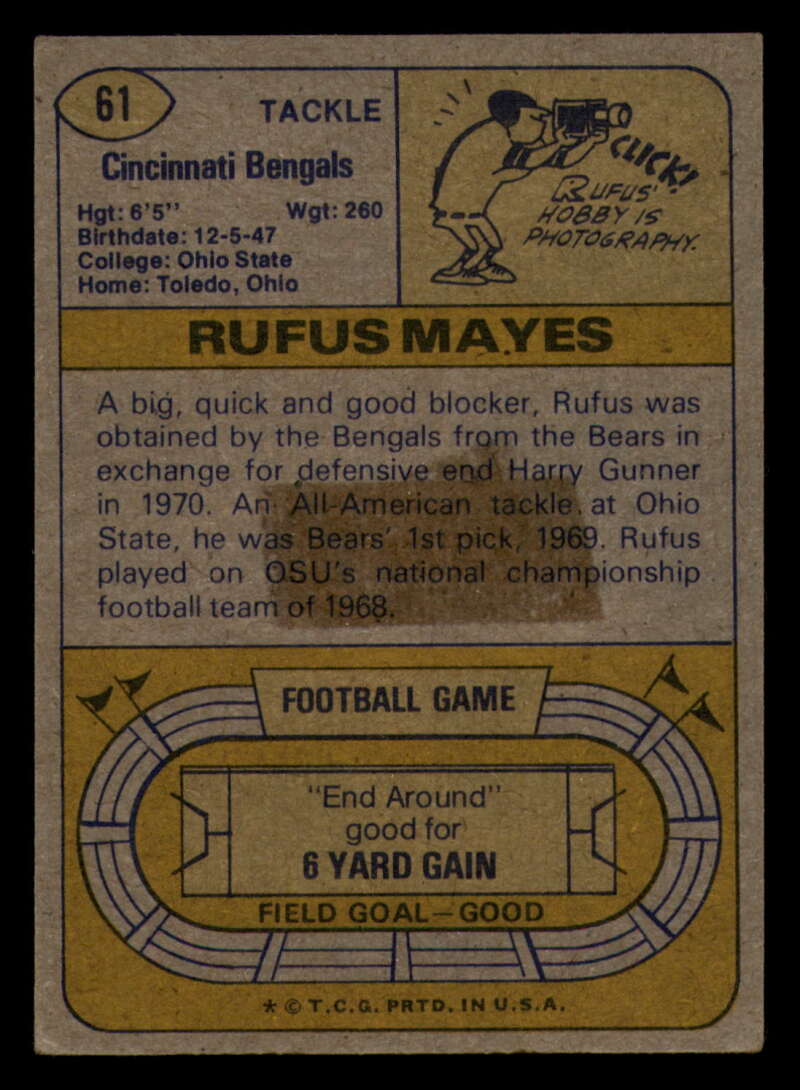 61
TACKLE
Cincinnati Bengals
Hgt: 6'5" Wgt: 260
Birthdate: 12-5-47
College: Ohio State
Home: Toledo, Ohio
CLICK!
RUFUS'
HOBBY IS
PHOTOGRAPHY.
RUFUS MAYES
A big, quick and good blocker, Rufus was
obtained by the Bengals from the Bears in
exchange for defensive end Harry Gunner
in 1970. An All-American tackle at Ohio
State, he was Bears' 1st pick, 1969. Rufus
played on OSU's national championship
football team of 1968.
FOOTBALL GAME
"End Around"
good for
6 YARD GAIN
FIELD GOAL—GOOD
* © T.C.G. PRTD. IN U.S.A.